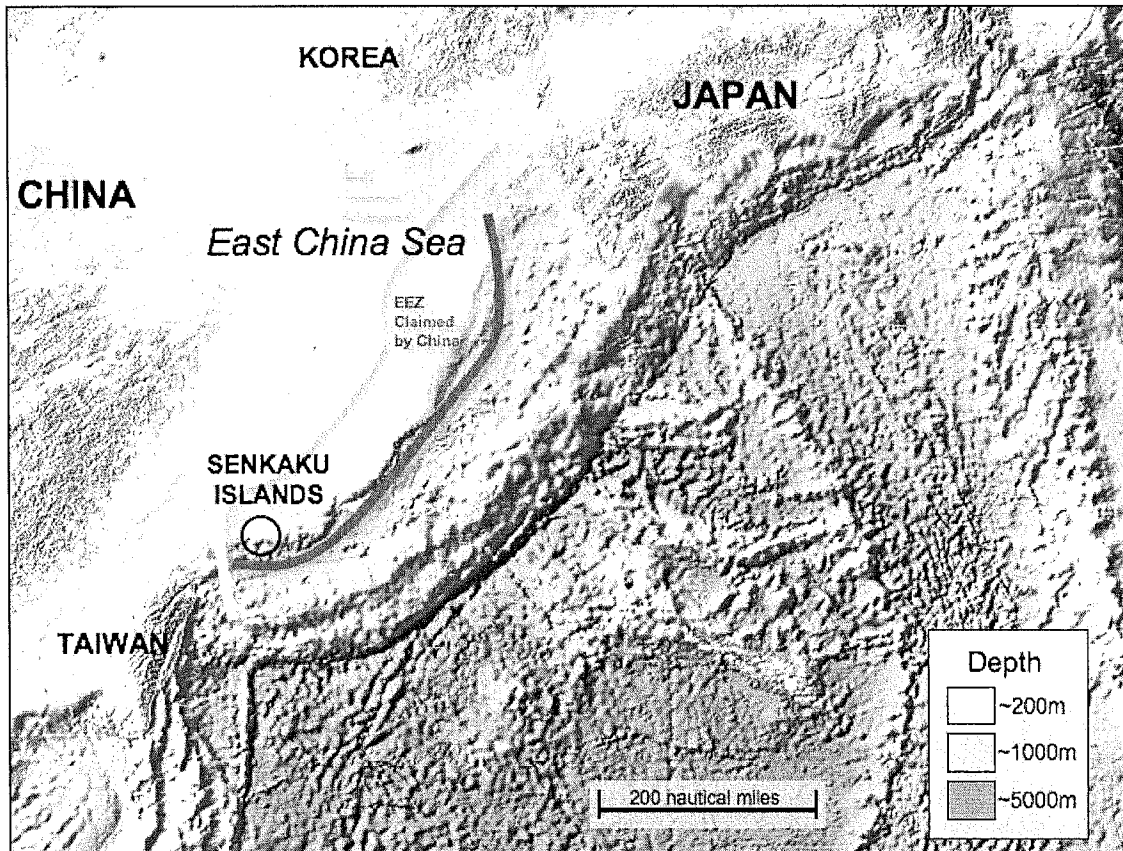 KOREA
JAPAN
CHINA
East China Sea
EEZ
Claimed
by China
SENKAKU
ISLANDS
TAIWAN
Depth
~200m
~1000m
~5000m
200 nautical miles